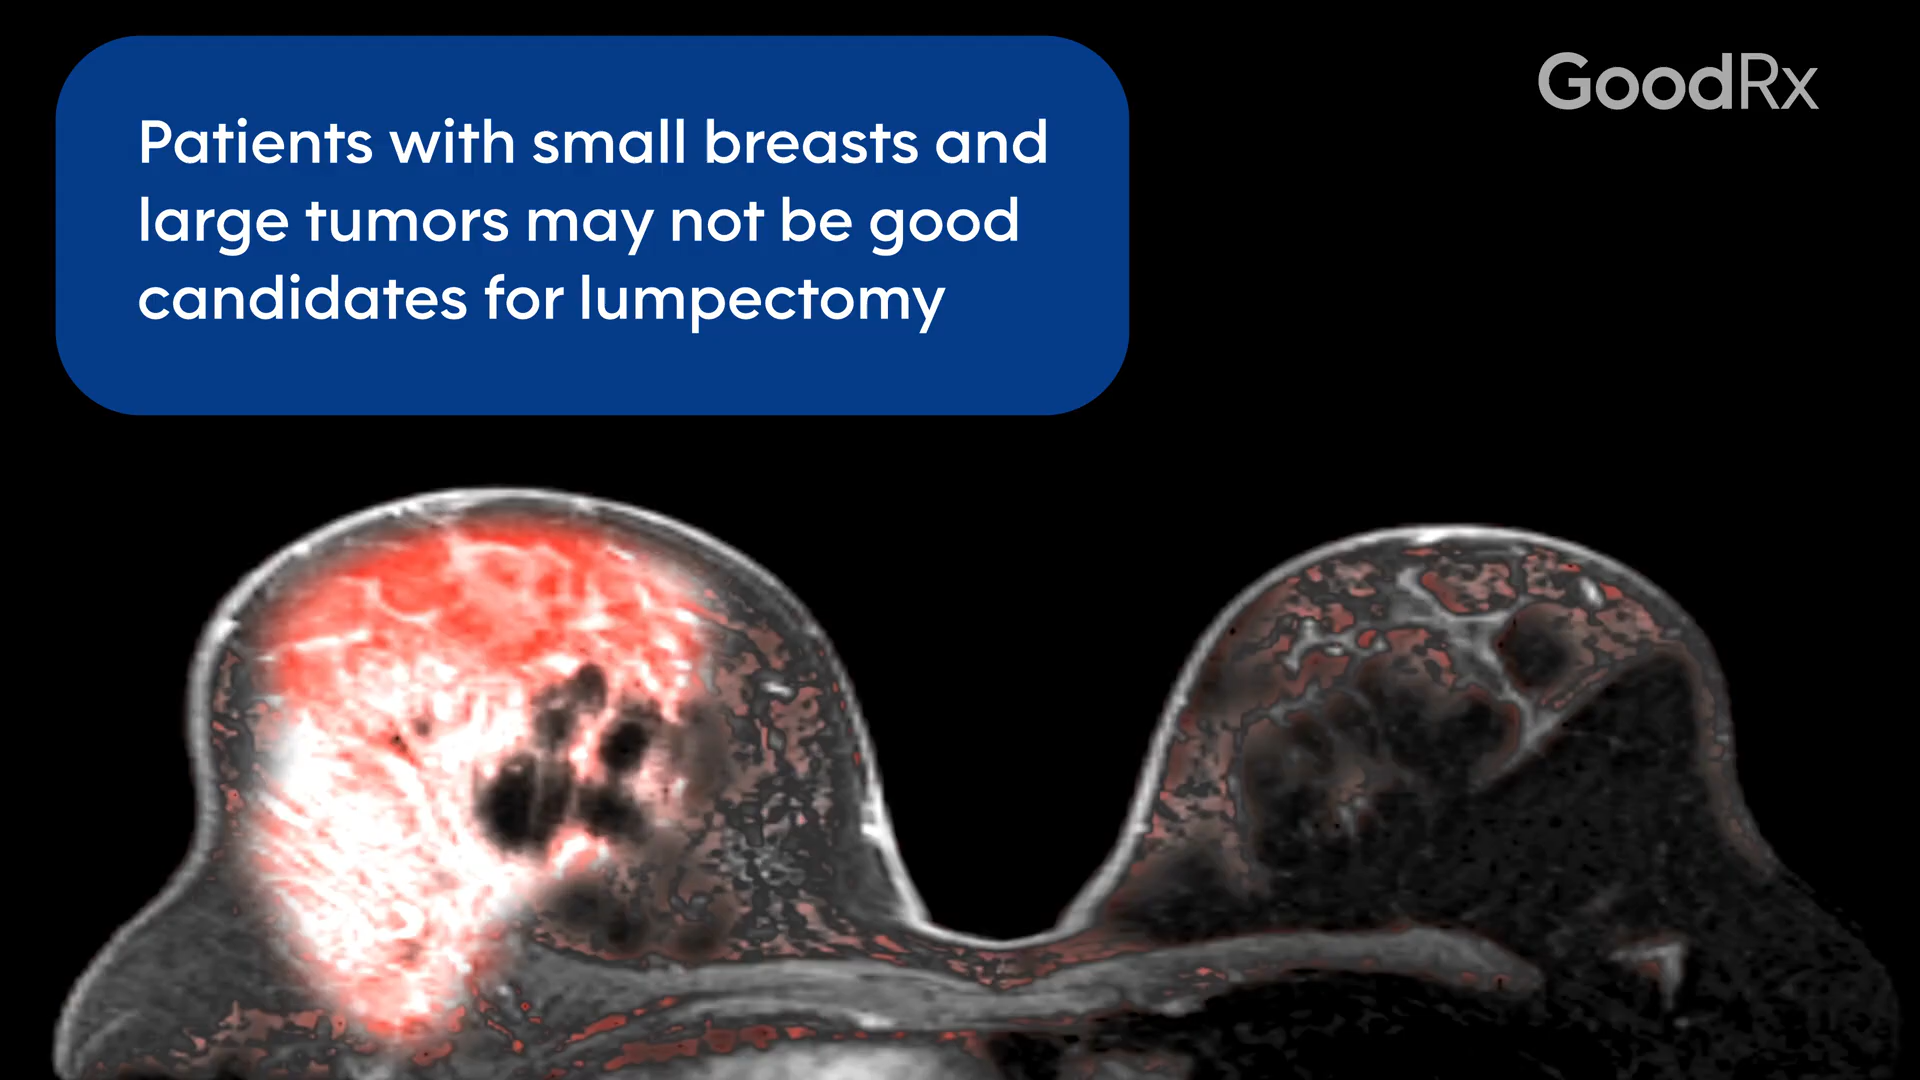 GoodRx
Patients with small breasts and
large tumors may not be good
candidates for lumpectomy